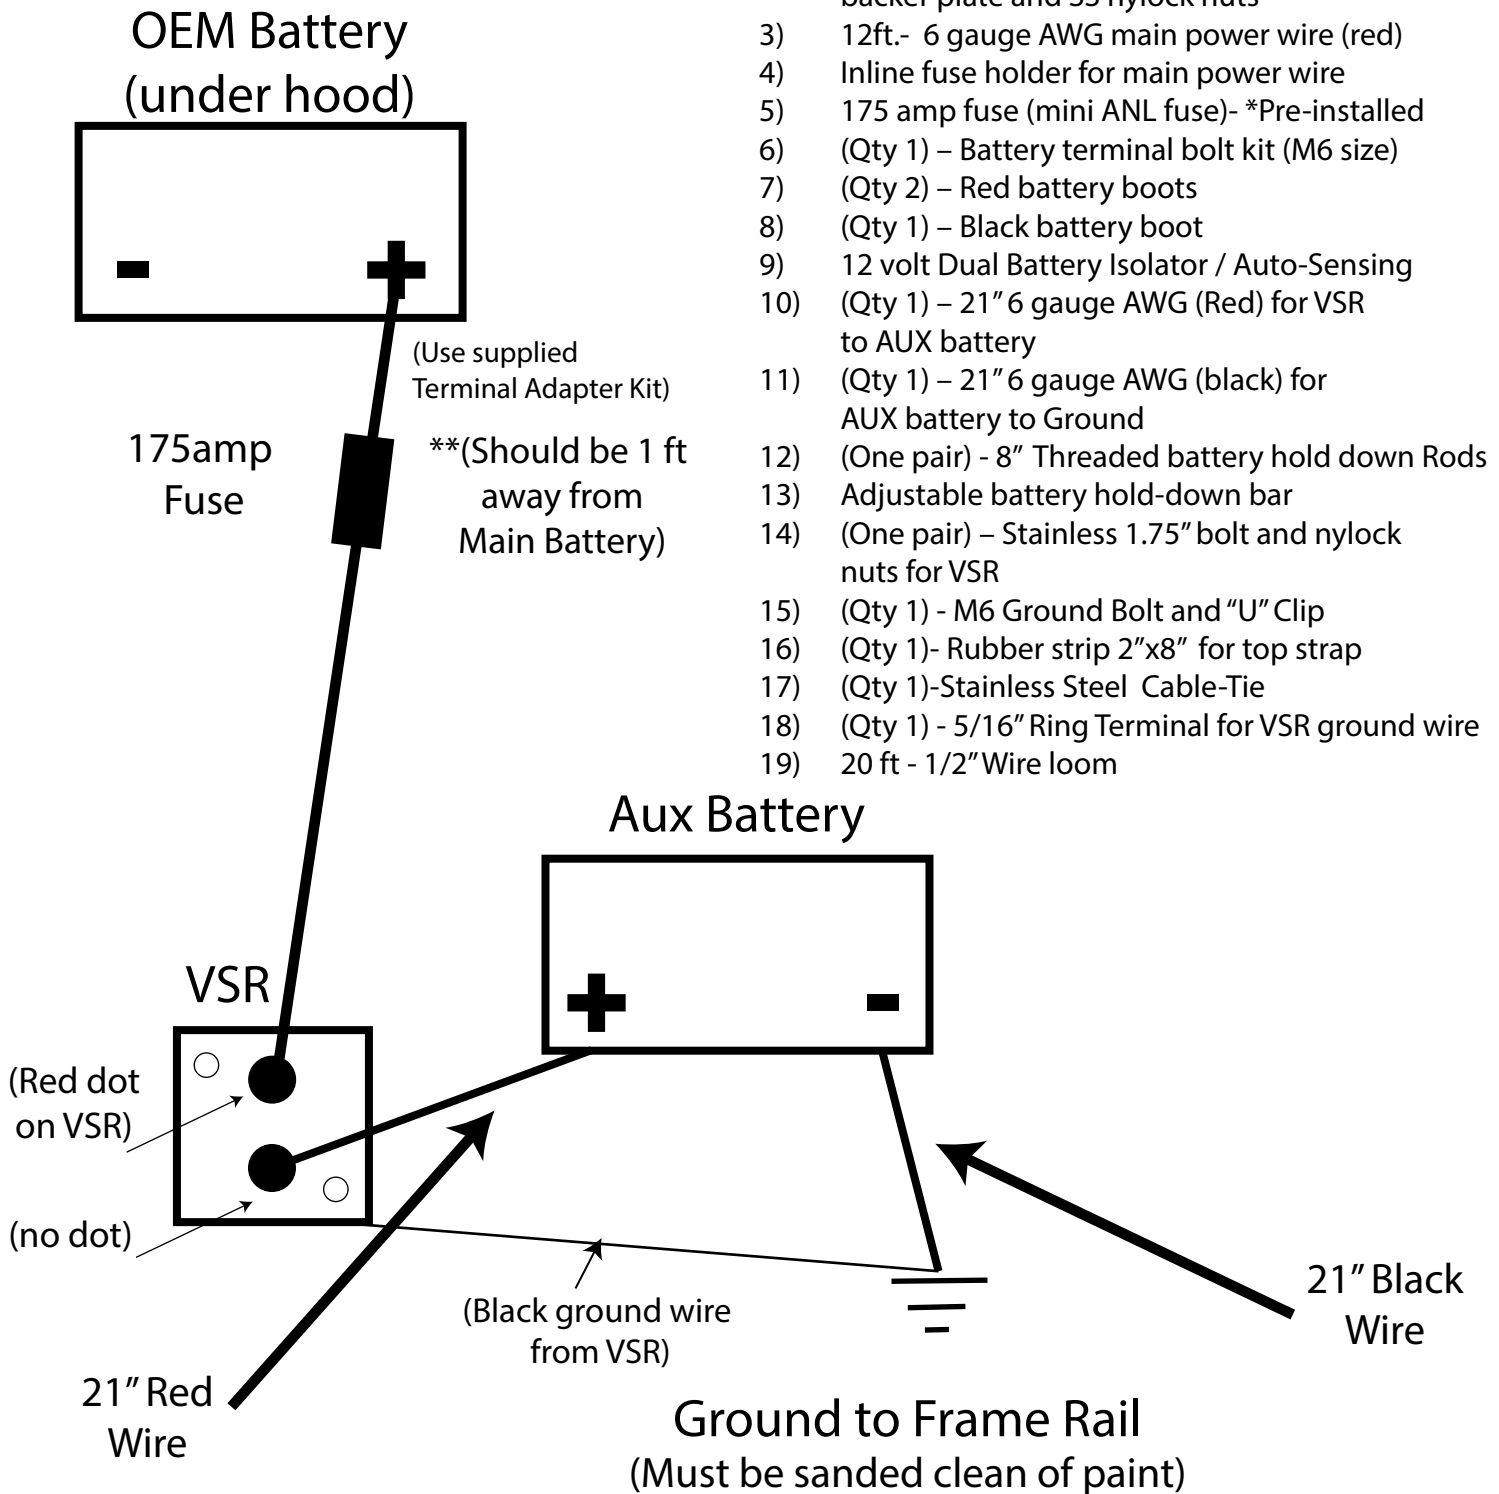 OEM Battery
(under hood)
- +
(Use supplied
Terminal Adapter Kit)
175amp
Fuse
**(Should be 1 ft
away from
Main Battery)
backer plate and SS nylock nuts
3) 12ft.- 6 gauge AWG main power wire (red)
4) Inline fuse holder for main power wire
5) 175 amp fuse (mini ANL fuse)- *Pre-installed
6) (Qty 1) – Battery terminal bolt kit (M6 size)
7) (Qty 2) – Red battery boots
8) (Qty 1) – Black battery boot
9) 12 volt Dual Battery Isolator / Auto-Sensing
10) (Qty 1) – 21” 6 gauge AWG (Red) for VSR
to AUX battery
11) (Qty 1) – 21” 6 gauge AWG (black) for
AUX battery to Ground
12) (One pair) - 8” Threaded battery hold down Rods
13) Adjustable battery hold-down bar
14) (One pair) – Stainless 1.75” bolt and nylock
nuts for VSR
15) (Qty 1) - M6 Ground Bolt and “U” Clip
16) (Qty 1)- Rubber strip 2”x8” for top strap
17) (Qty 1)-Stainless Steel Cable-Tie
18) (Qty 1) - 5/16” Ring Terminal for VSR ground wire
19) 20 ft - 1/2” Wire loom
Aux Battery
+ -
VSR
(Red dot
on VSR)
(no dot)
(Black ground wire
from VSR)
21” Black
Wire
21” Red
Wire
Ground to Frame Rail
(Must be sanded clean of paint)